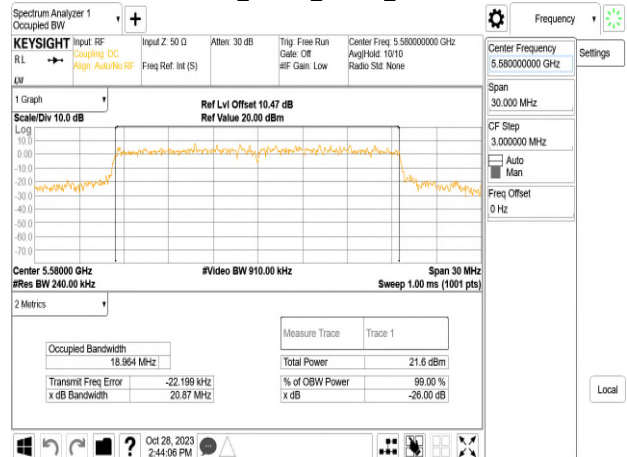 Spectrum Analyzer 1
Occupied BW
+
Frequency
KEYSIGHT
RL
Input: RF
Coupling: DC
Align: Auto/No RF
Input Z: 50 Ω
Freq Ref: Int (S)
Atten: 30 dB
Trig: Free Run
Gate: Off
#IF Gain: Low
Center Freq: 5.580000000 GHz
Avg|Hold: 10/10
Radio Std: None
LXI
Center Frequency
5.580000000 GHz
Settings
Span
30.000 MHz
CF Step
3.000000 MHz
Auto
Man
Freq Offset
0 Hz
Local
1 Graph
Scale/Div 10.0 dB
Ref Lvl Offset 10.47 dB
Ref Value 20.00 dBm
Log
10.0
0.00
-10.0
-20.0
-30.0
-40.0
-50.0
-60.0
-70.0
Center 5.58000 GHz
#Video BW 910.00 kHz
Span 30 MHz
#Res BW 240.00 kHz
Sweep 1.00 ms (1001 pts)
2 Metrics
Measure Trace Trace 1
Occupied Bandwidth
18.964 MHz
Total Power 21.6 dBm
Transmit Freq Error -22.199 kHz
% of OBW Power 99.00 %
x dB Bandwidth 20.87 MHz
x dB -26.00 dB
?
Oct 28, 2023
2:44:06 PM